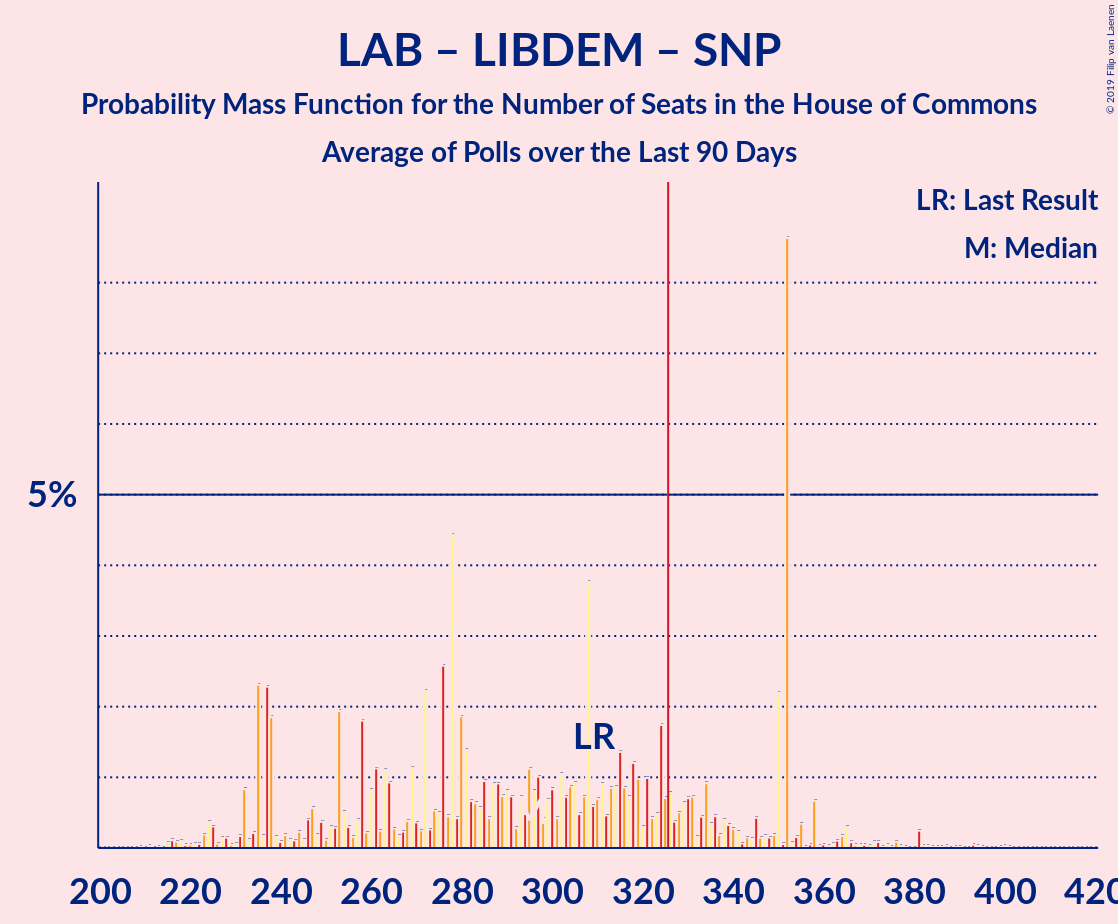 LAB – LIBDEM – SNP
Probability Mass Function for the Number of Seats in the House of Commons
Average of Polls over the Last 90 Days
© 2019 Filip van Laenen
LR: Last Result
M: Median
5%
LR
200 220 240 260 280 300 320 340 360 380 400 420